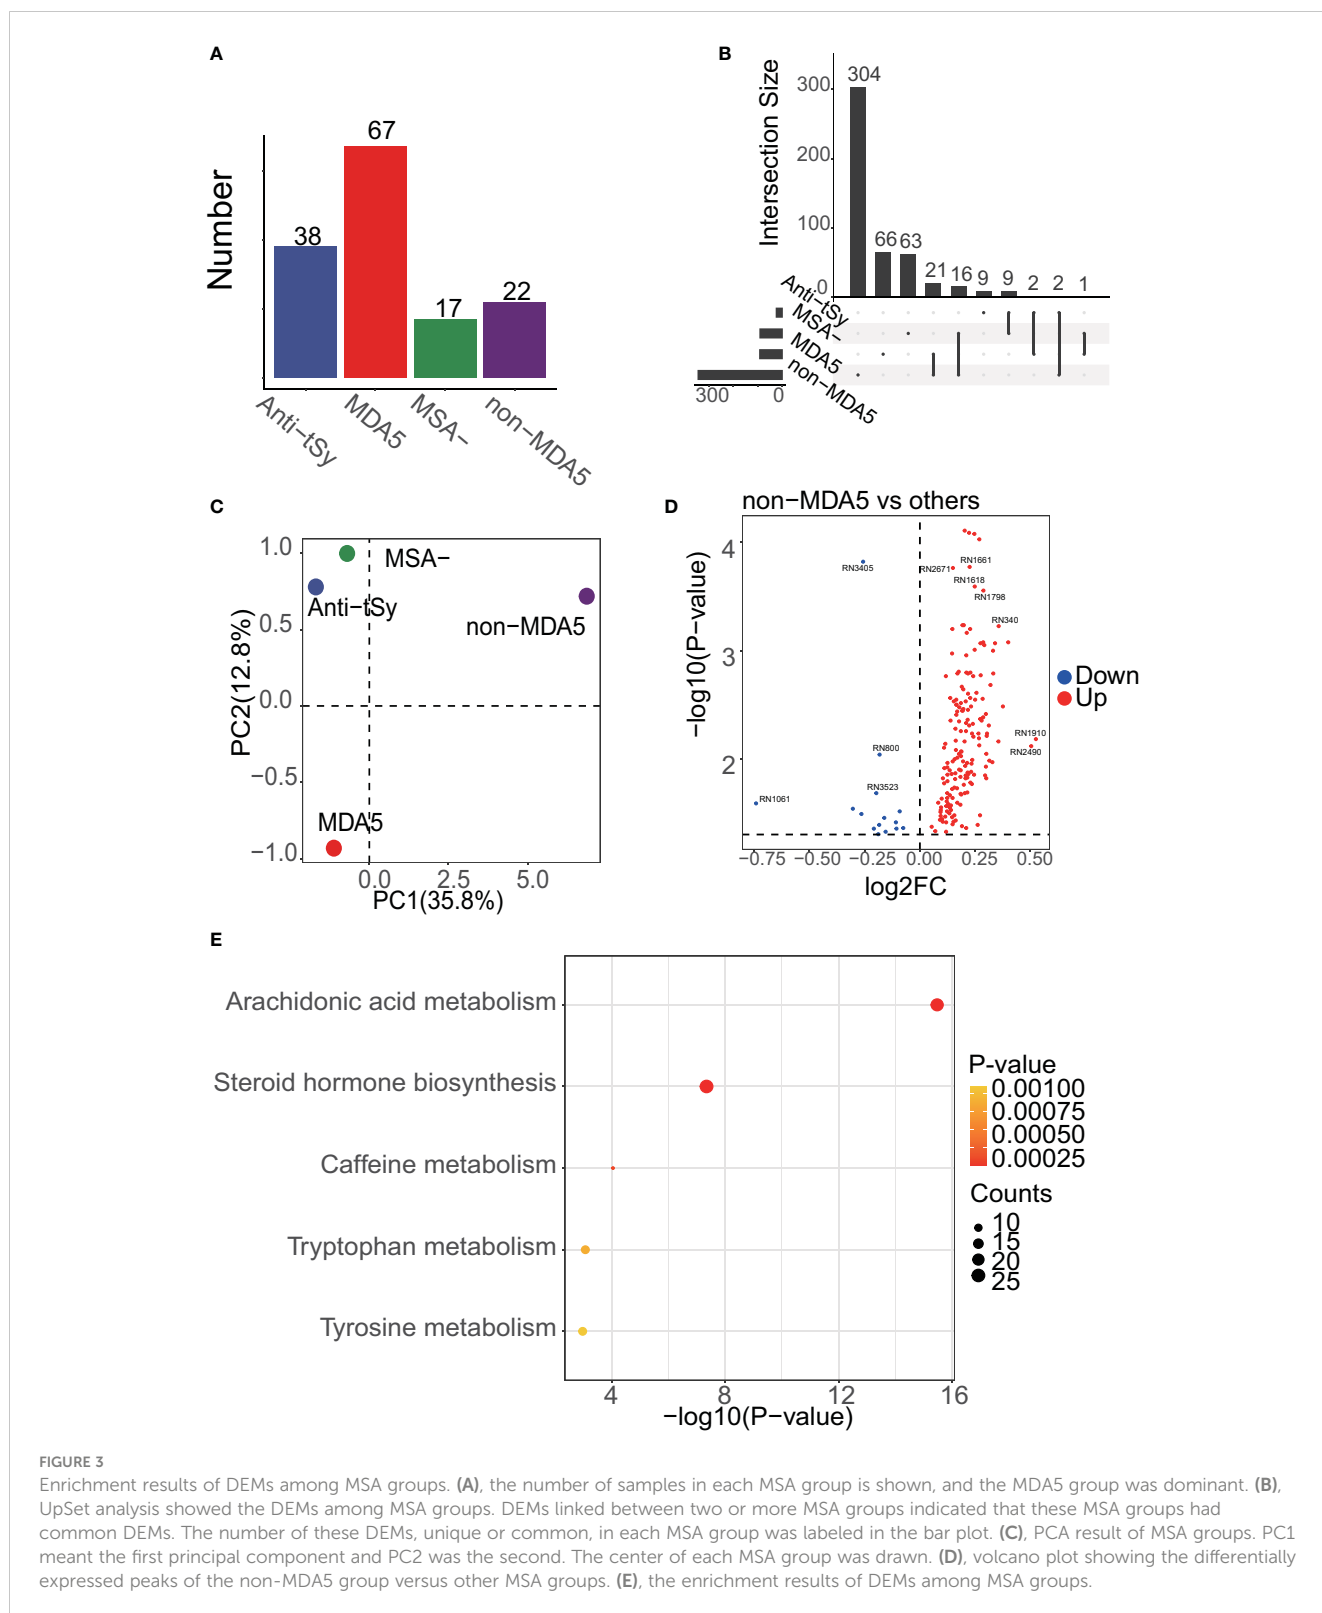 A
Number
38
67
17
22
Anti−tSy
MDA5
MSA−
non−MDA5
B
Intersection Size
300
200
100
0
304
66
63
21
16
9
9
2
2
1
Anti−tSy
MSA−
MDA5
non−MDA5
300
0
C
PC2(12.8%)
1.0
0.5
0.0
−0.5
−1.0
MSA−
Anti−tSy
non−MDA5
MDA5
0.0
2.5
5.0
PC1(35.8%)
D
non−MDA5 vs others
−log10(P−value)
4
3
2
RN3405
RN2671
RN1661
RN1618
RN1798
RN340
RN1910
RN2490
RN800
RN3523
RN1061
−0.75
−0.50
−0.25
0.00
0.25
0.50
log2FC
Down
Up
E
Arachidonic acid metabolism
Steroid hormone biosynthesis
Caffeine metabolism
Tryptophan metabolism
Tyrosine metabolism
4
8
12
16
−log10(P−value)
P-value
0.00100
0.00075
0.00050
0.00025
Counts
10
15
20
25
FIGURE 3
Enrichment results of DEMs among MSA groups. (A), the number of samples in each MSA group is shown, and the MDA5 group was dominant. (B),
UpSet analysis showed the DEMs among MSA groups. DEMs linked between two or more MSA groups indicated that these MSA groups had
common DEMs. The number of these DEMs, unique or common, in each MSA group was labeled in the bar plot. (C), PCA result of MSA groups. PC1
meant the first principal component and PC2 was the second. The center of each MSA group was drawn. (D), volcano plot showing the differentially
expressed peaks of the non-MDA5 group versus other MSA groups. (E), the enrichment results of DEMs among MSA groups.